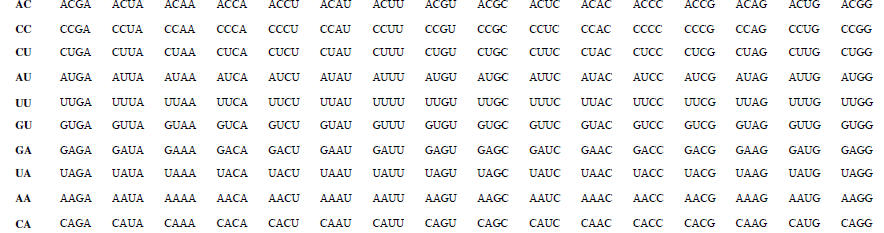 AC ACGA ACUA ACAA ACCA ACCU ACAU ACUU ACGU ACGC ACUC ACAC ACCC ACCG ACAG ACUG ACGG
CC CCGA CCUA CCAA CCCA CCCU CCAU CCUU CCGU CCGC CCUC CCAC CCCC CCCG CCAG CCUG CCGG
CU CUGA CUUA CUAA CUCA CUCU CUAU CUUU CUGU CUGC CUUC CUAC CUCC CUCG CUAG CUUG CUGG
AU AUGA AUUA AUAA AUCA AUCU AUAU AUUU AUGU AUGC AUUC AUAC AUCC AUCG AUAG AUUG AUGG
UU UUGA UUUA UUAA UUCA UUCU UUAU UUUU UUGU UUGC UUUC UUAC UUCC UUCG UUAG UUUG UUGG
GU GUGA GUUA GUAA GUCA GUCU GUAU GUUU GUGU GUGC GUUC GUAC GUCC GUCG GUAG GUUG GUGG
GA GAGA GAUA GAAA GACA GACU GAAU GAUU GAGU GAGC GAUC GAAC GACC GACG GAAG GAUG GAGG
UA UAGA UAUA UAAA UACA UACU UAAU UAUU UAGU UAGC UAUC UAAC UACC UACG UAAG UAUG UAGG
AA AAGA AAUA AAAA AACA AACU AAAU AAUU AAGU AAGC AAUC AAAC AACC AACG AAAG AAUG AAGG
CA CAGA CAUA CAAA CACA CACU CAAU CAUU CAGU CAGC CAUC CAAC CACC CACG CAAG CAUG CAGG